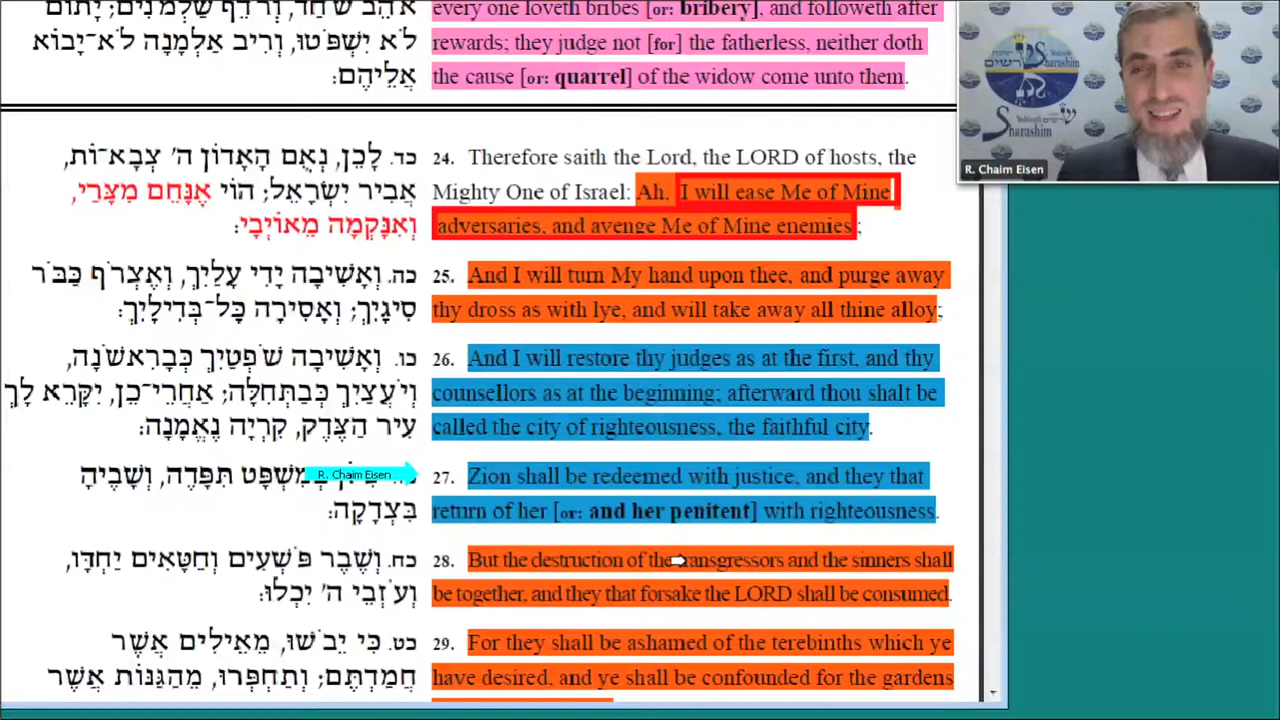 אֹהֵב שֹׁחַד, וְרֹדֵף שַׁלְמֹנִים; יָתוֹם
לֹא יִשְׁפֹּטוּ, וְרִיב אַלְמָנָה לֹא־יָבוֹא
אֲלֵיהֶם:
every one loveth bribes [or: bribery], and followeth after
rewards; they judge not [for] the fatherless, neither doth
the cause [or: quarrel] of the widow come unto them.
כד. לָכֵן, נְאֻם הָאָדוֹן ה' צְבָא־וֹת,
אֲבִיר יִשְׂרָאֵל; הוֹי אֶנָּחֵם מִצָּרַי,
וְאִנָּקְמָה מֵאוֹיְבָי:
24. Therefore saith the Lord, the LORD of hosts, the
Mighty One of Israel: Ah, I will ease Me of Mine
adversaries, and avenge Me of Mine enemies;
כה. וְאָשִׁיבָה יָדִי עָלַיִךְ, וְאֶצְרֹף כַּבֹּר
סִיגָיִךְ; וְאָסִירָה כָּל־בְּדִילָיִךְ:
25. And I will turn My hand upon thee, and purge away
thy dross as with lye, and will take away all thine alloy;
כו. וְאָשִׁיבָה שֹׁפְטַיִךְ כְּבָרִאשֹׁנָה,
וְיֹעֲצַיִךְ כְּבַתְּחִלָּה; אַחֲרֵי־כֵן, יִקָּרֵא לָךְ
עִיר הַצֶּדֶק, קִרְיָה נֶאֱמָנָה:
26. And I will restore thy judges as at the first, and thy
counsellors as at the beginning; afterward thou shalt be
called the city of righteousness, the faithful city.
R. Chaim Eisen
בְּמִשְׁפָּט תִּפָּדֶה, וְשָׁבֶיהָ
בִּצְדָקָה:
27. Zion shall be redeemed with justice, and they that
return of her [or: and her penitent] with righteousness.
כח. וְשֶׁבֶר פֹּשְׁעִים וְחַטָּאִים יַחְדָּו,
וְעֹזְבֵי ה' יִכְלוּ:
28. But the destruction of the transgressors and the sinners shall
be together, and they that forsake the LORD shall be consumed.
כט. כִּי יֵבֹשׁוּ, מֵאֵילִים אֲשֶׁר
חֲמַדְתֶּם; וְתַחְפְּרוּ, מֵהַגַּנּוֹת אֲשֶׁר
29. For they shall be ashamed of the terebinths which ye
have desired, and ye shall be confounded for the gardens
Yeshivath
Sharashim
שרשים
Yeshivath
Sharashim
R. Chaim Eisen